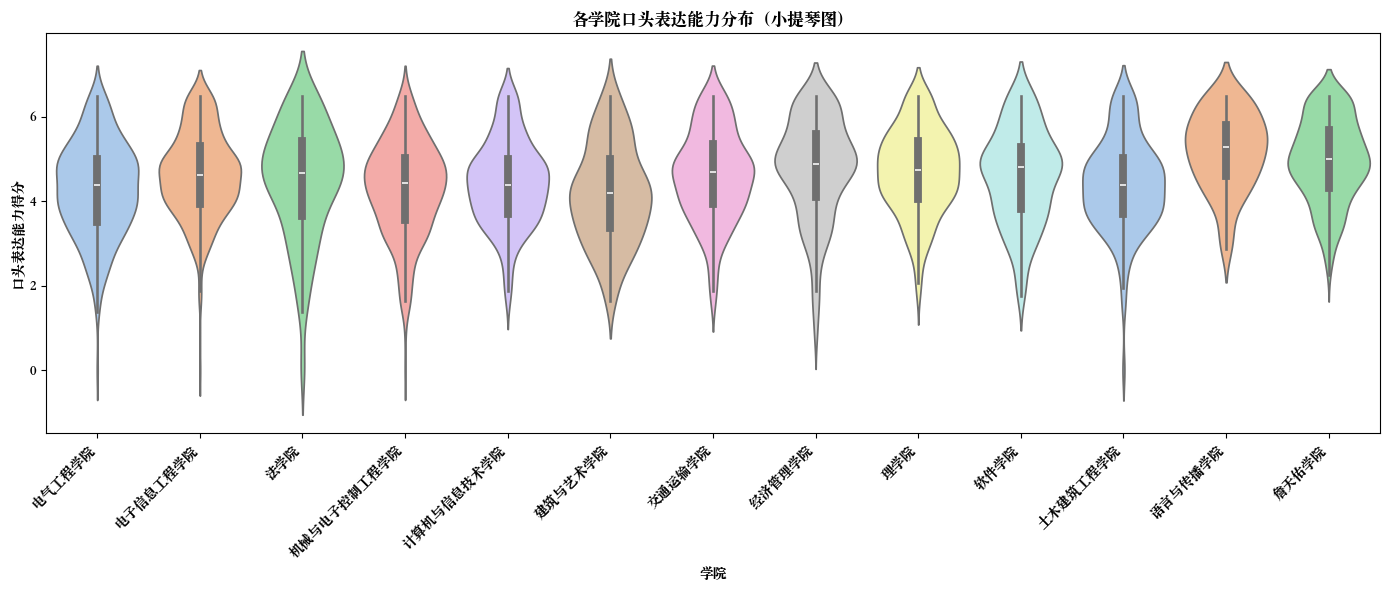 各学院口头表达能力分布（小提琴图）
口头表达能力得分
6
4
2
0
电气工程学院
电子信息工程学院
法学院
机械与电子控制工程学院
计算机与信息技术学院
建筑与艺术学院
交通运输学院
经济管理学院
理学院
软件学院
土木建筑工程学院
语言与传播学院
詹天佑学院
学院